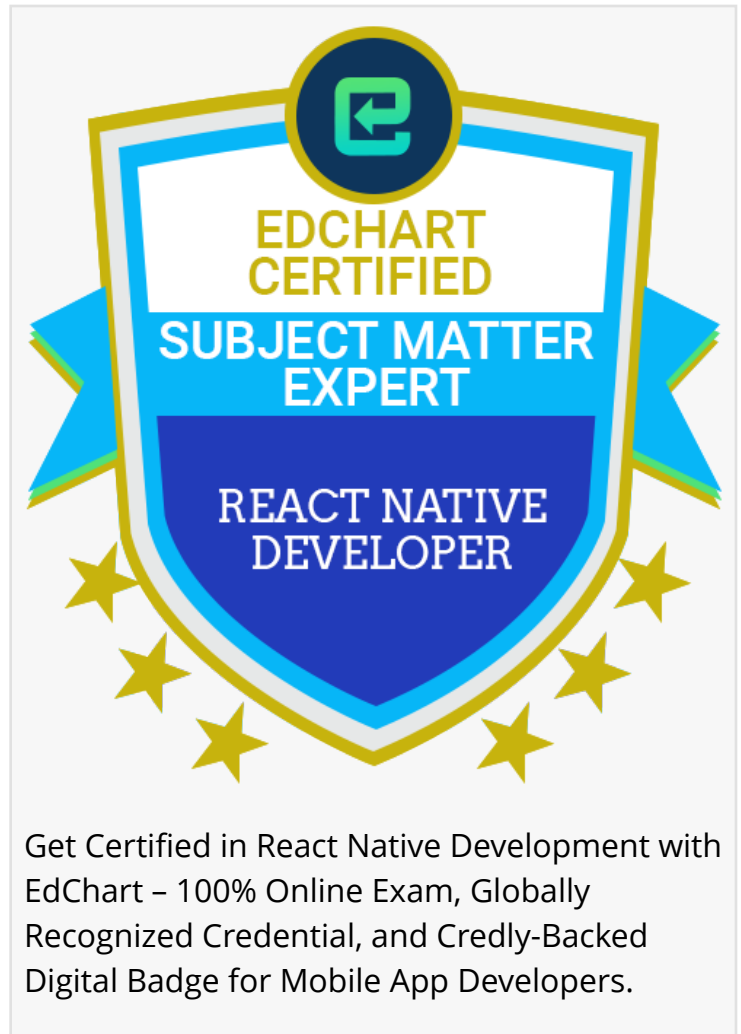 EDCHART
CERTIFIED
SUBJECT MATTER
EXPERT
REACT NATIVE
DEVELOPER
Get Certified in React Native Development with
EdChart – 100% Online Exam, Globally
Recognized Credential, and Credly-Backed
Digital Badge for Mobile App Developers.